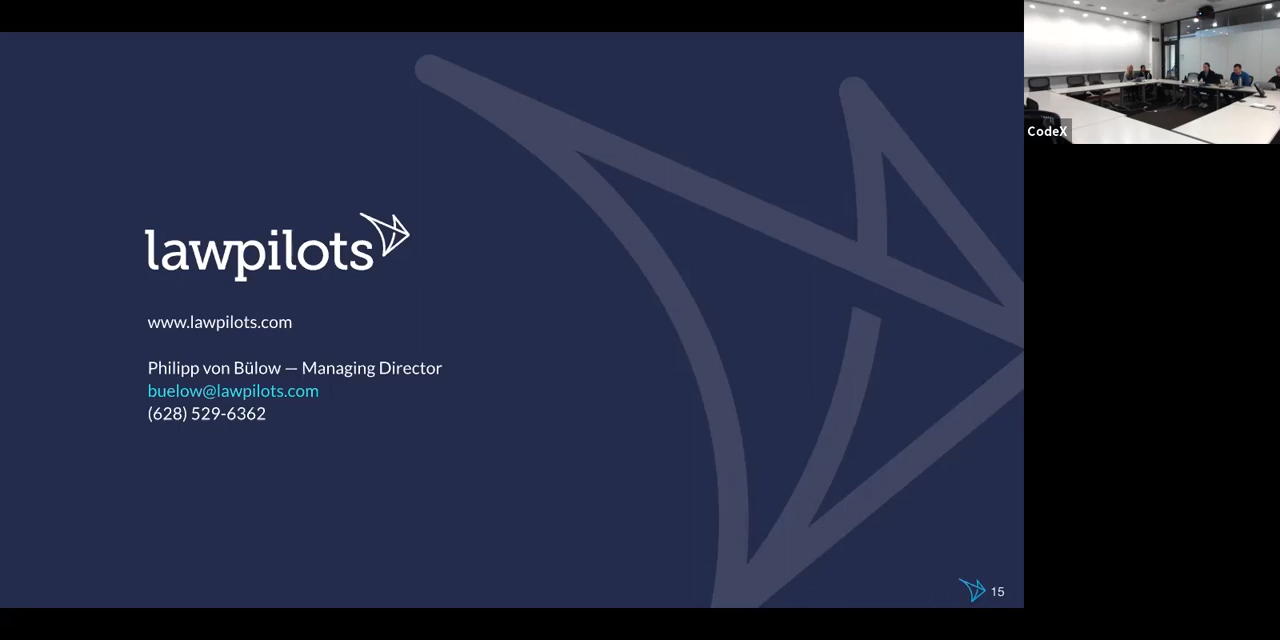 lawpilots
www.lawpilots.com
Philipp von Bülow — Managing Director
buelow@lawpilots.com
(628) 529-6362
15
CodeX